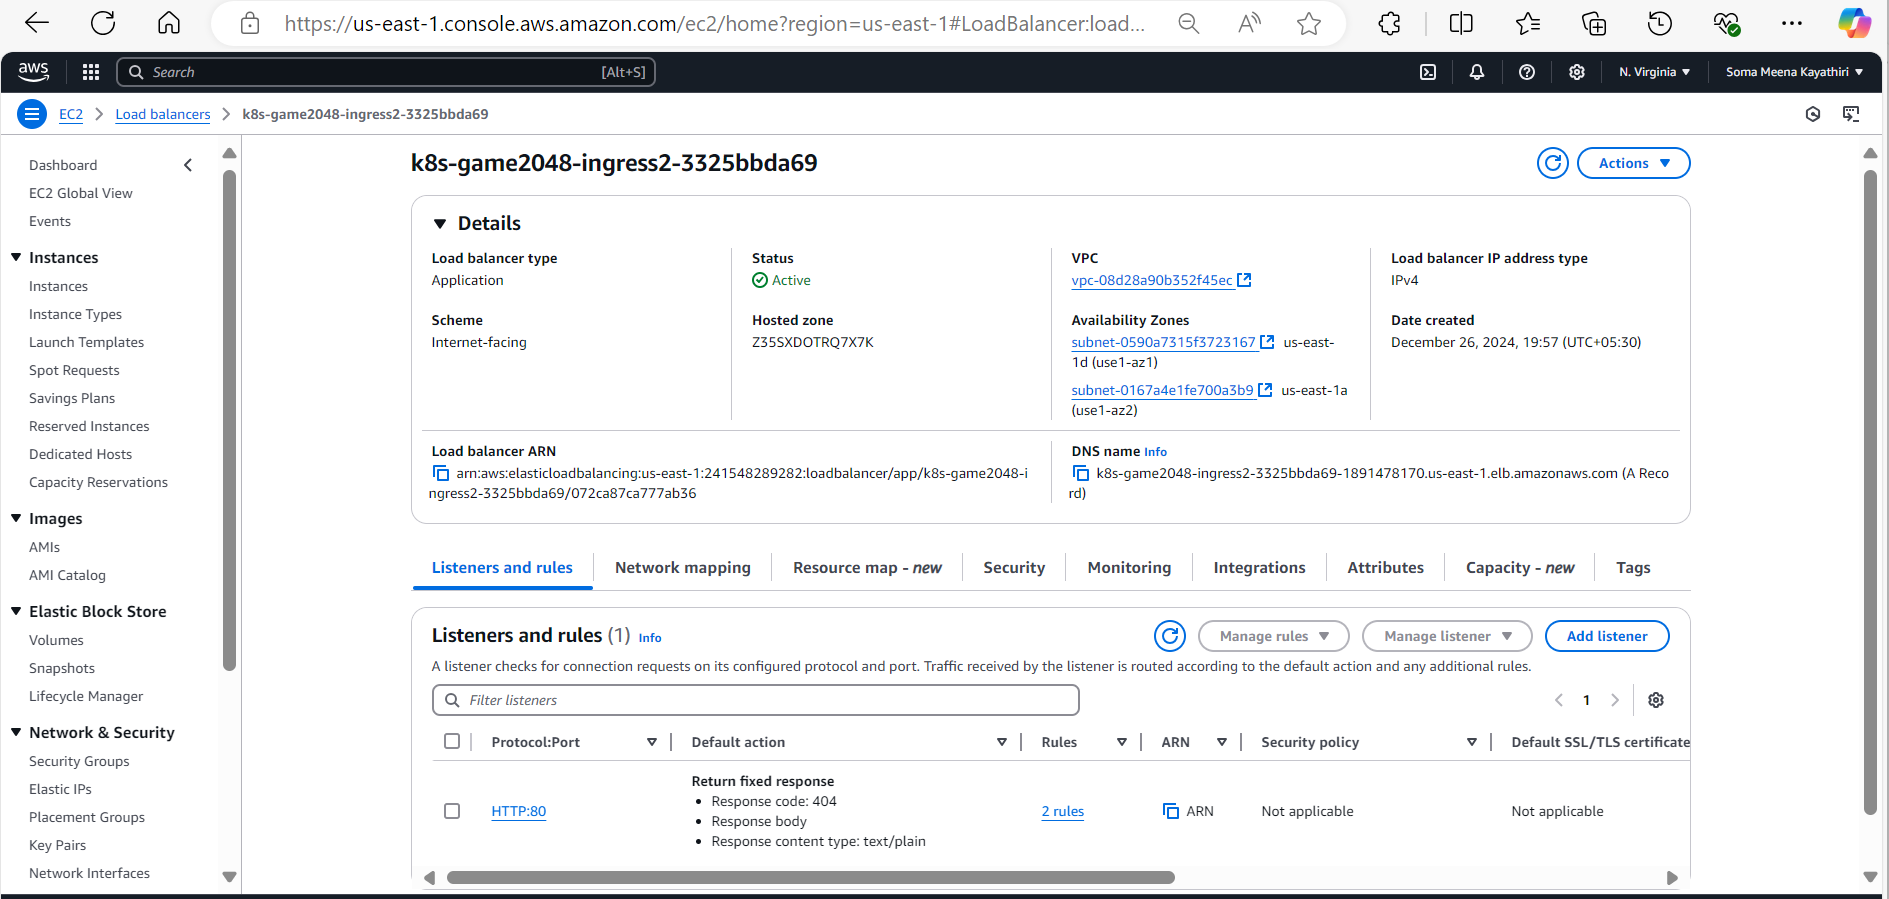 https://us-east-1.console.aws.amazon.com/ec2/home?region=us-east-1#LoadBalancer:load...
aws
Search
[Alt+S]
N. Virginia
Soma Meena Kayathiri
EC2
Load balancers
k8s-game2048-ingress2-3325bbda69
Dashboard
EC2 Global View
Events
Instances
Instances
Instance Types
Launch Templates
Spot Requests
Savings Plans
Reserved Instances
Dedicated Hosts
Capacity Reservations
Images
AMIs
AMI Catalog
Elastic Block Store
Volumes
Snapshots
Lifecycle Manager
Network & Security
Security Groups
Elastic IPs
Placement Groups
Key Pairs
Network Interfaces
k8s-game2048-ingress2-3325bbda69
Actions
Details
Load balancer type
Application
Status
Active
VPC
vpc-08d28a90b352f45ec
Load balancer IP address type
IPv4
Scheme
Internet-facing
Hosted zone
Z35SXDOTRQ7X7K
Availability Zones
subnet-0590a7315f3723167 us-east-
1d (use1-az1)
subnet-0167a4e1fe700a3b9 us-east-1a
(use1-az2)
Date created
December 26, 2024, 19:57 (UTC+05:30)
Load balancer ARN
arn:aws:elasticloadbalancing:us-east-1:241548289282:loadbalancer/app/k8s-game2048-i
ngress2-3325bbda69/072ca87ca777ab36
DNS name Info
k8s-game2048-ingress2-3325bbda69-1891478170.us-east-1.elb.amazonaws.com (A Reco
rd)
Listeners and rules
Network mapping
Resource map - new
Security
Monitoring
Integrations
Attributes
Capacity - new
Tags
Listeners and rules (1) Info
Manage rules
Manage listener
Add listener
A listener checks for connection requests on its configured protocol and port. Traffic received by the listener is routed according to the default action and any additional rules.
Filter listeners
1
Protocol:Port
Default action
Rules
ARN
Security policy
Default SSL/TLS certificate
HTTP:80
Return fixed response
• Response code: 404
• Response body
• Response content type: text/plain
2 rules
ARN
Not applicable
Not applicable